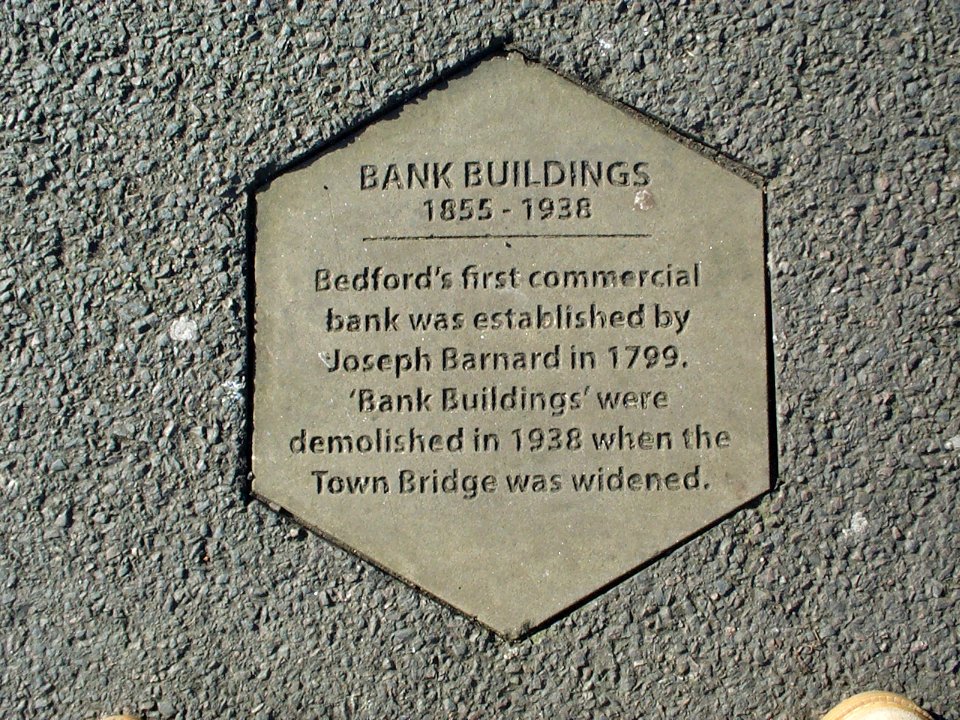 BANK BUILDINGS
1855 - 1938
Bedford's first commercial
bank was established by
Joseph Barnard in 1799.
'Bank Buildings' were
demolished in 1938 when the
Town Bridge was widened.